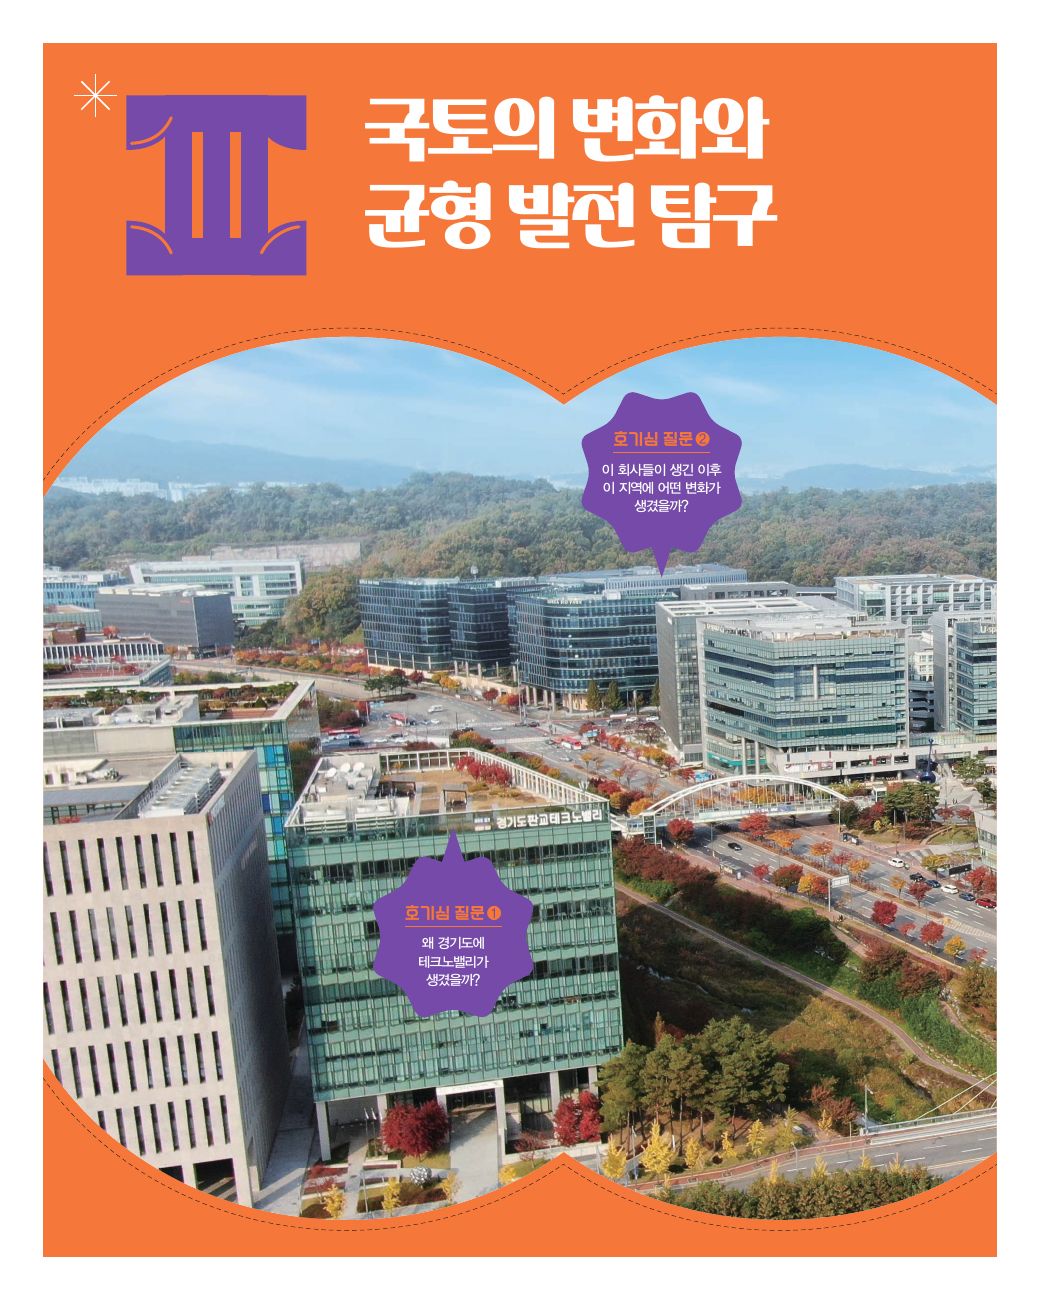 Ⅲ
국토의 변화와
균형 발전 탐구
호기심 질문 2
이 회사들이 생긴 이후
이 지역에 어떤 변화가
생겼을까?
경기도판교테크노밸리
호기심 질문 1
왜 경기도에
테크노밸리가
생겼을까?